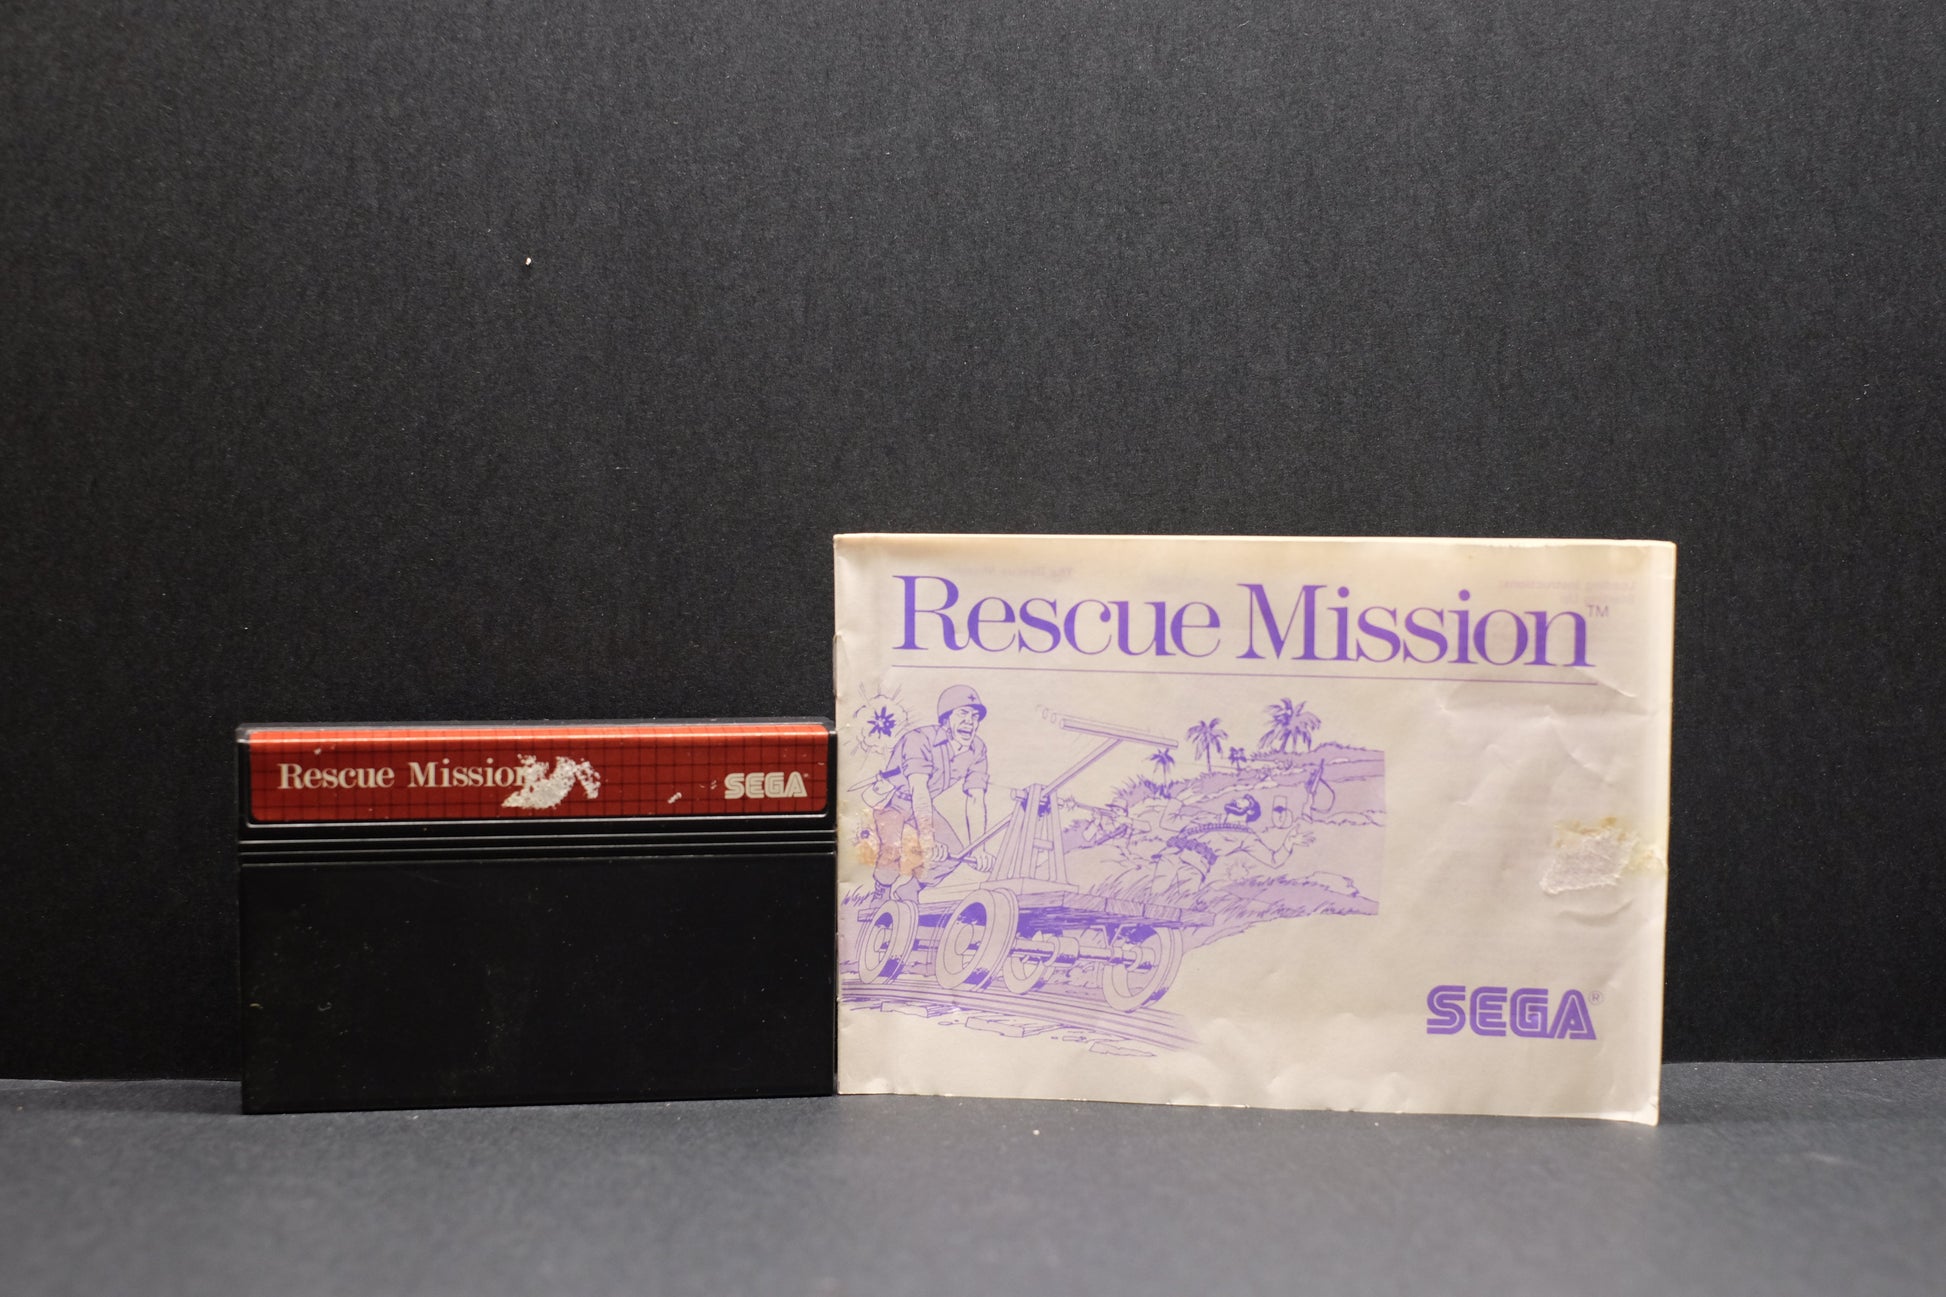 Rescue Mission
SEGA
Rescue Mission™
SEGA®